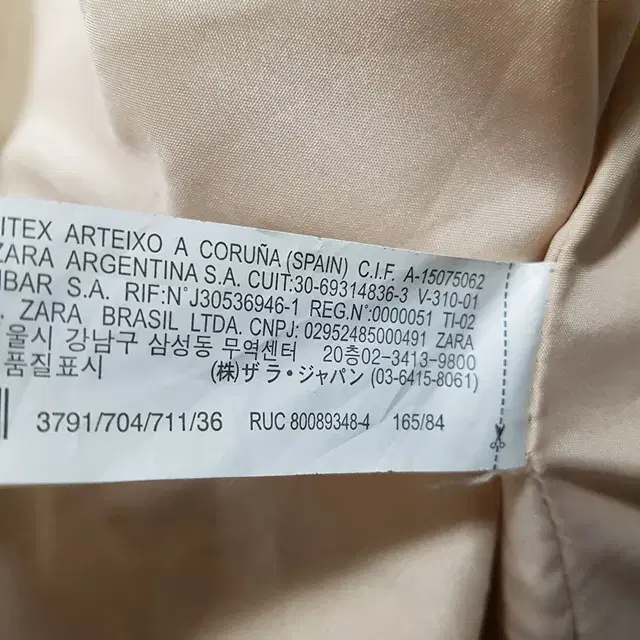 ITEX ARTEIXO A CORUÑA (SPAIN) C.I.F. A-15075062
ZARA ARGENTINA S.A. CUIT:30-69314836-3 V-310-01
BAR S.A. RIF:N°J30536946-1 REG.N°:0000051 TI-02
. ZARA BRASIL LTDA. CNPJ: 02952485000491 ZARA
울시 강남구 삼성동 무역센터 20층02-3413-9800
품질표시 (株) ザラ・ジャパン (03-6415-8061)
3791/704/711/36 RUC 80089348-4 165/84